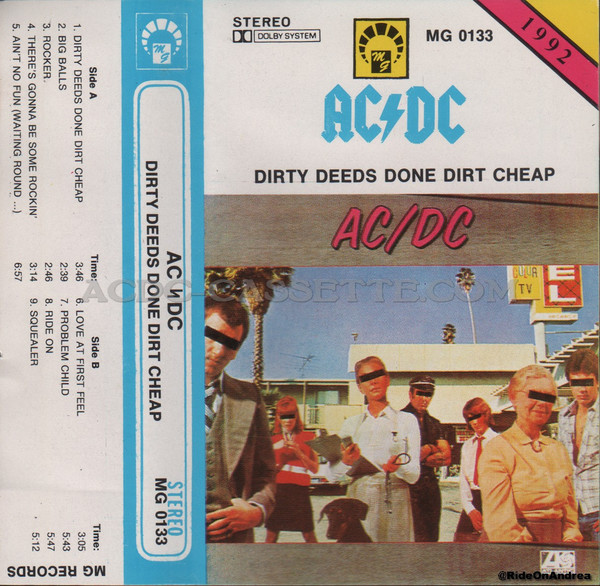 STEREO
DOLBY SYSTEM
MG 0133
1992
MG
AC DC
DIRTY DEEDS DONE DIRT CHEAP
AC/DC
COLOR
TV
EL
ACDC-CASSETTE.COM
@RideOnAndrea
MG
AC DC
DIRTY DEEDS DONE DIRT CHEAP
STEREO
MG 0133
Side A Time:
1. DIRTY DEEDS DONE DIRT CHEAP 3:46
2. BIG BALLS 2:39
3. ROCKER. 2:46
4. THERE'S GONNA BE SOME ROCKIN' 3:14
5. AIN'T NO FUN (WAITING ROUND ...) 6:57
Side B Time:
6. LOVE AT FIRST FEEL 3:05
7. PROBLEM CHILD 5:43
8. RIDE ON 5:47
9. SQUEALER 5:12
MG RECORDS